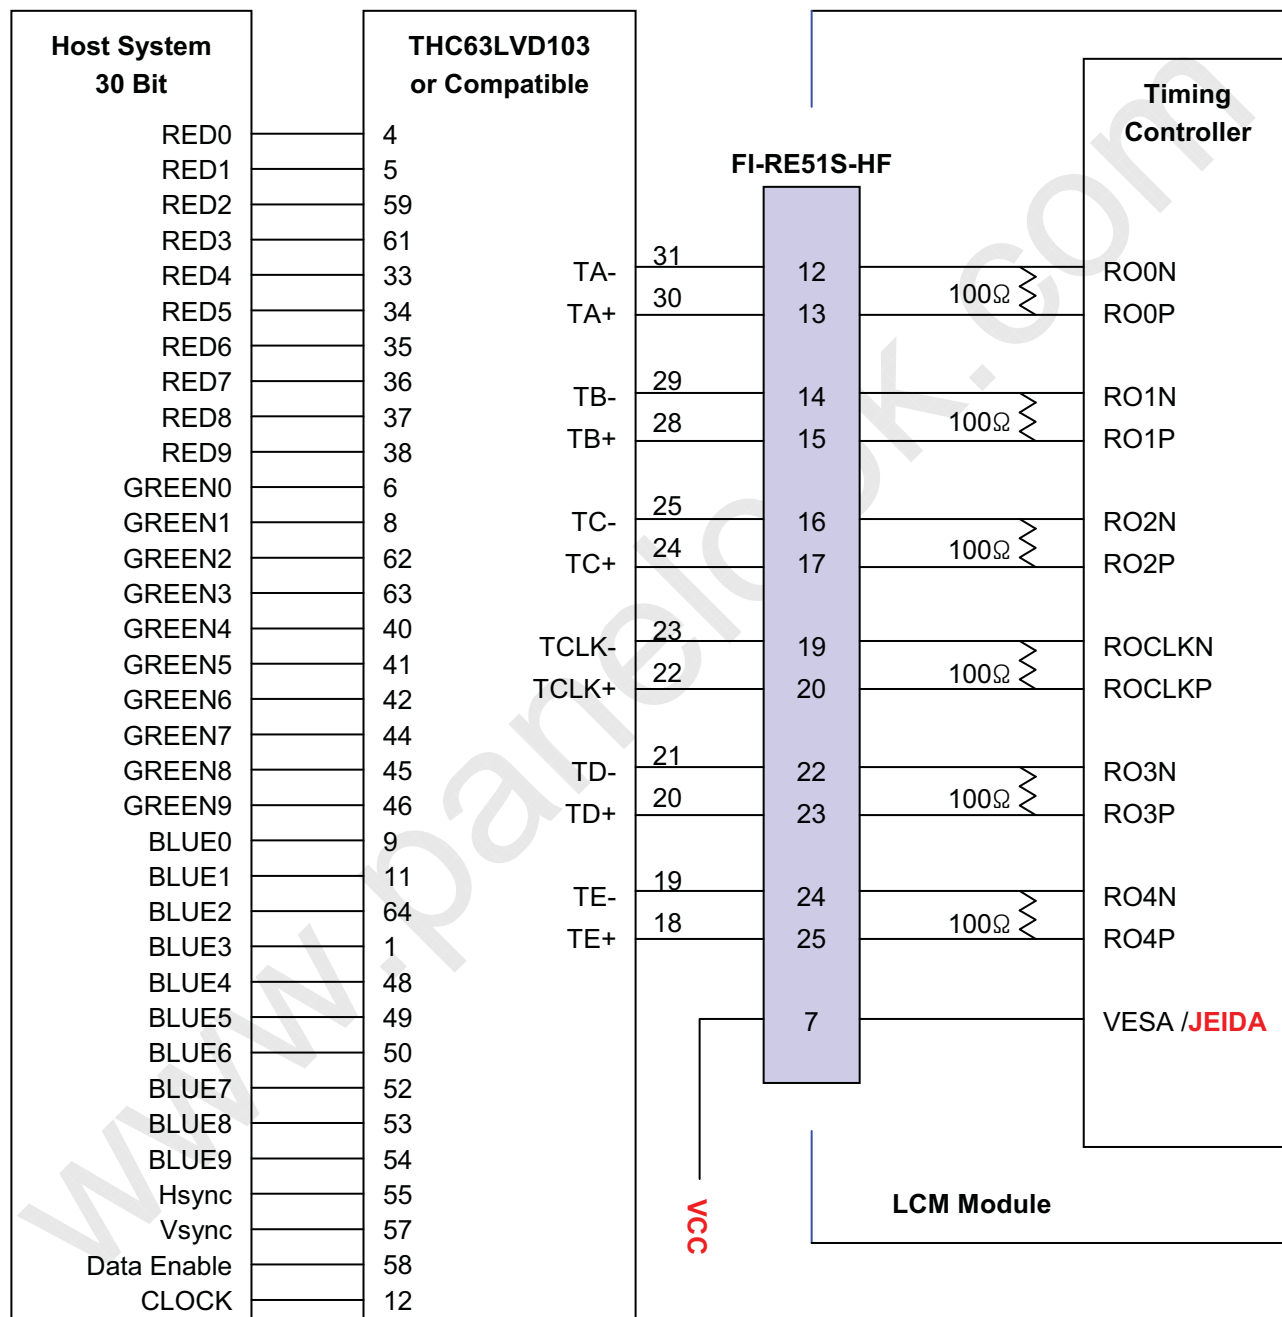 Host System
30 Bit
RED0
RED1
RED2
RED3
RED4
RED5
RED6
RED7
RED8
RED9
GREEN0
GREEN1
GREEN2
GREEN3
GREEN4
GREEN5
GREEN6
GREEN7
GREEN8
GREEN9
BLUE0
BLUE1
BLUE2
BLUE3
BLUE4
BLUE5
BLUE6
BLUE7
BLUE8
BLUE9
Hsync
Vsync
Data Enable
CLOCK
THC63LVD103
or Compatible
4
5
59
61
33
34
35
36
37
38
6
8
62
63
40
41
42
44
45
46
9
11
64
1
48
49
50
52
53
54
55
57
58
12
TA- 31
TA+ 30
TB- 29
TB+ 28
TC- 25
TC+ 24
TCLK- 23
TCLK+ 22
TD- 21
TD+ 20
TE- 19
TE+ 18
FI-RE51S-HF
12
13
14
15
16
17
19
20
22
23
24
25
7
100Ω
100Ω
100Ω
100Ω
100Ω
100Ω
Timing
Controller
RO0N
RO0P
RO1N
RO1P
RO2N
RO2P
ROCLKN
ROCLKP
RO3N
RO3P
RO4N
RO4P
VESA /JEIDA
VCC
LCM Module
www.panelook.com